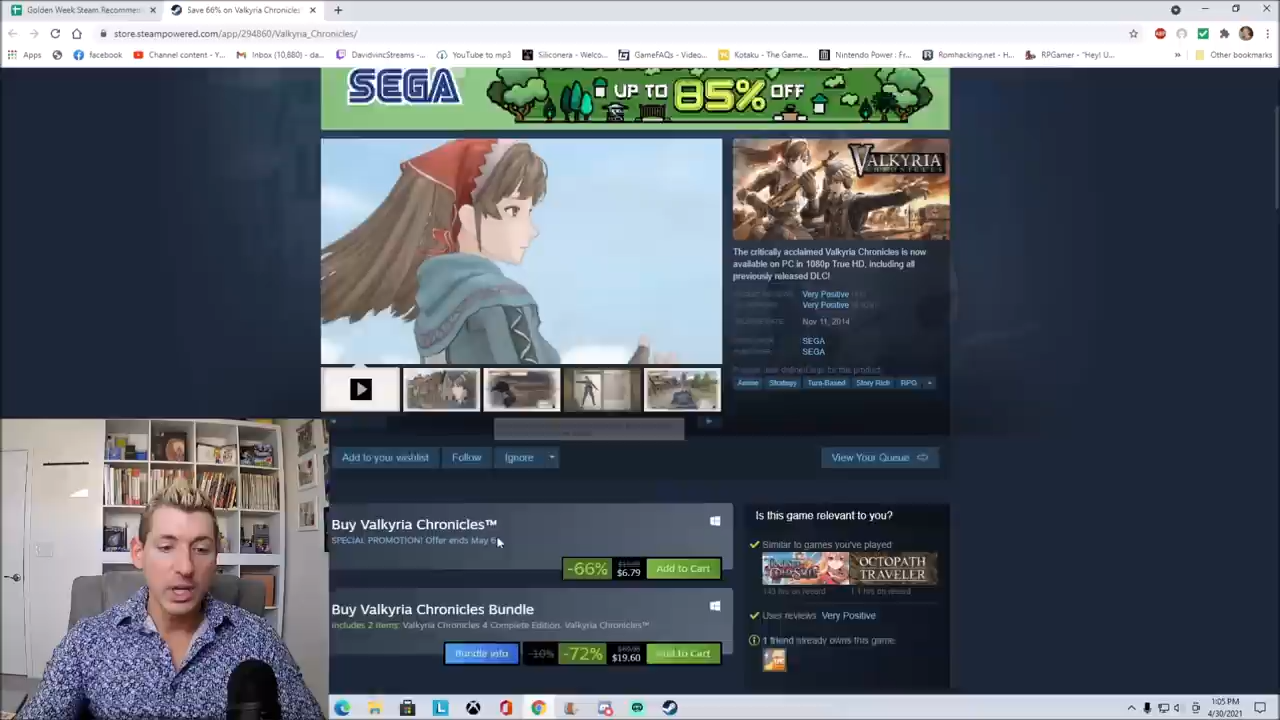 Golden Week Steam Recommen
Save 66% on Valkyria Chronicles
store.steampowered.com/app/294860/Valkyria_Chronicles/
Apps
facebook
Channel content - Y...
Inbox (10,880) - da...
DavidvincStreams - ...
YouTube to mp3
Siliconera - Welco...
GameFAQs - Video...
Kotaku - The Game...
Nintendo Power : Fr...
Romhacking.net - H...
RPGamer - "Hey! U...
»
Other bookmarks
SEGA
UP TO 85% OFF
VALKYRIA
CHRONICLES
The critically acclaimed Valkyria Chronicles is now
available on PC in 1080p True HD, including all
previously released DLC!
Very Positive
Very Positive
Nov 11, 2014
SEGA
SEGA
Anime Strategy Turn-Based Story Rich RPG +
Add to your wishlist Follow Ignore
View Your Queue
Buy Valkyria Chronicles™
SPECIAL PROMOTION! Offer ends May 6
-66% $6.79 Add to Cart
Buy Valkyria Chronicles Bundle
Includes 2 items: Valkyria Chronicles 4 Complete Edition, Valkyria Chronicles™
Bundle info -10% -72% $19.60 Add to Cart
Is this game relevant to you?
Similar to games you've played:
OCTOPATH
TRAVELER
User reviews: Very Positive
1 friend already owns this game:
1:05 PM
4/30/2021